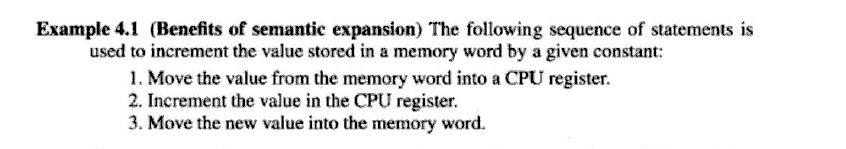 Example 4.1 (Benefits of semantic expansion) The following sequence of statements is
used to increment the value stored in a memory word by a given constant:
1. Move the value from the memory word into a CPU register.
2. Increment the value in the CPU register.
3. Move the new value into the memory word.